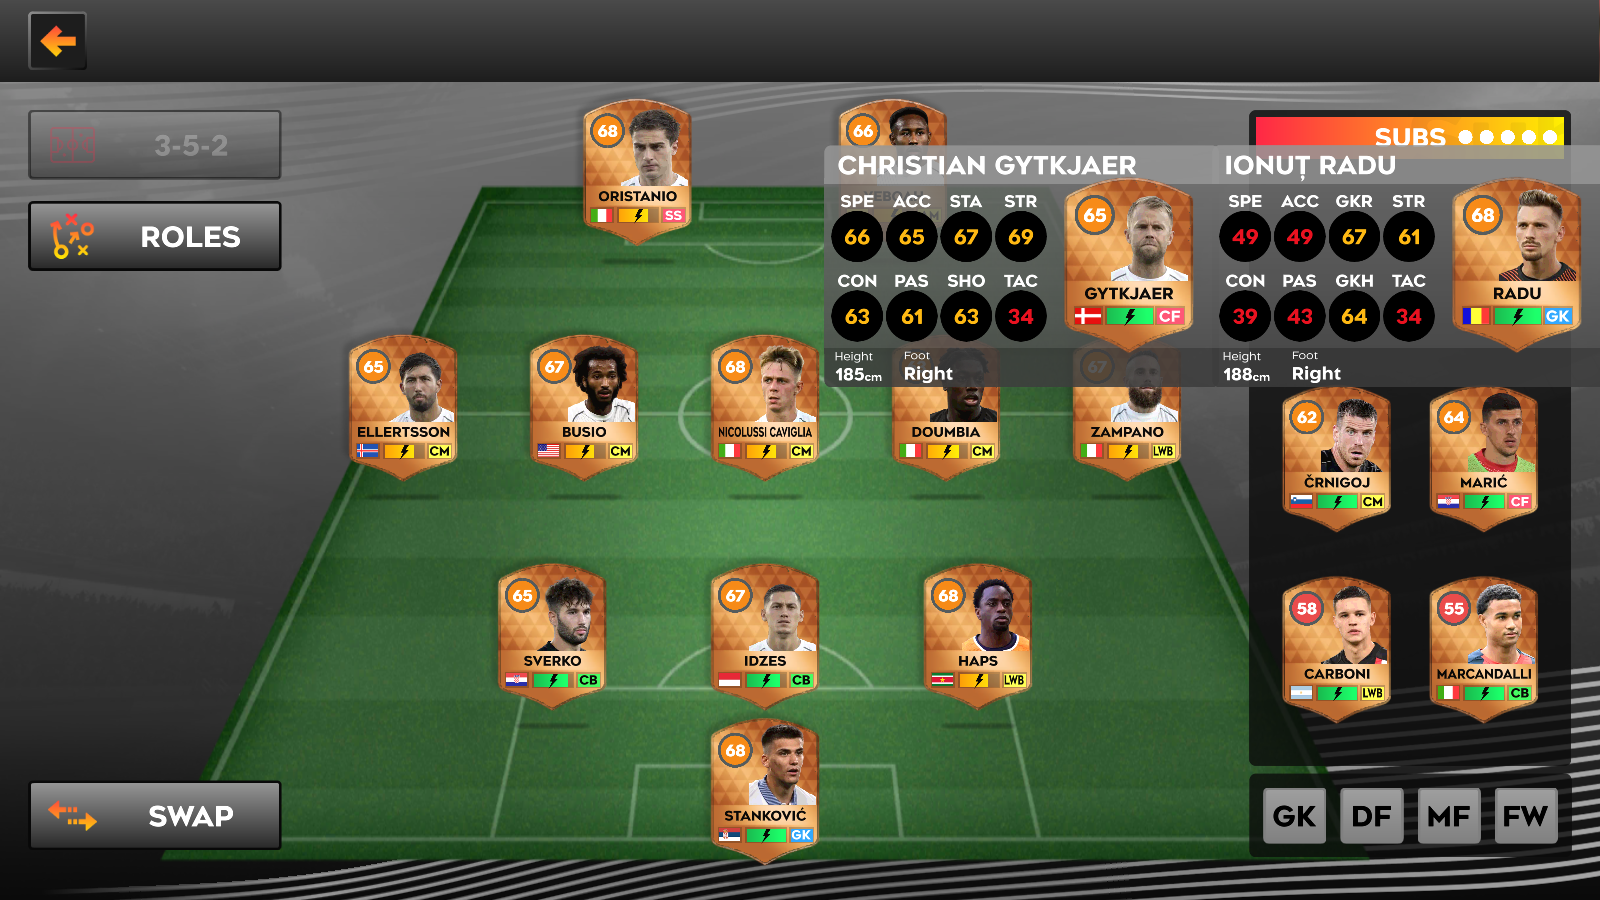 3-5-2
ROLES
SWAP
68
ORISTANIO
SS
66
SUBS
CHRISTIAN GYTKJAER
SPE ACC STA STR
66 65 67 69
CON PAS SHO TAC
63 61 63 34
Height Foot
185cm Right
65
GYTKJAER
CF
IONUȚ RADU
SPE ACC GKR STR
49 49 67 61
CON PAS GKH TAC
39 43 64 34
Height Foot
188cm Right
68
RADU
GK
65
ELLERTSSON
CM
67
BUSIO
CM
68
NICOLUSSI CAVIGLIA
CM
DOUMBIA
CM
67
ZAMPANO
LWB
62
ČRNIGOJ
CM
64
MARIĆ
CF
65
SVERKO
CB
67
IDZES
CB
68
HAPS
LWB
58
CARBONI
LWB
55
MARCANDALLI
CB
68
STANKOVIĆ
GK
GK DF MF FW